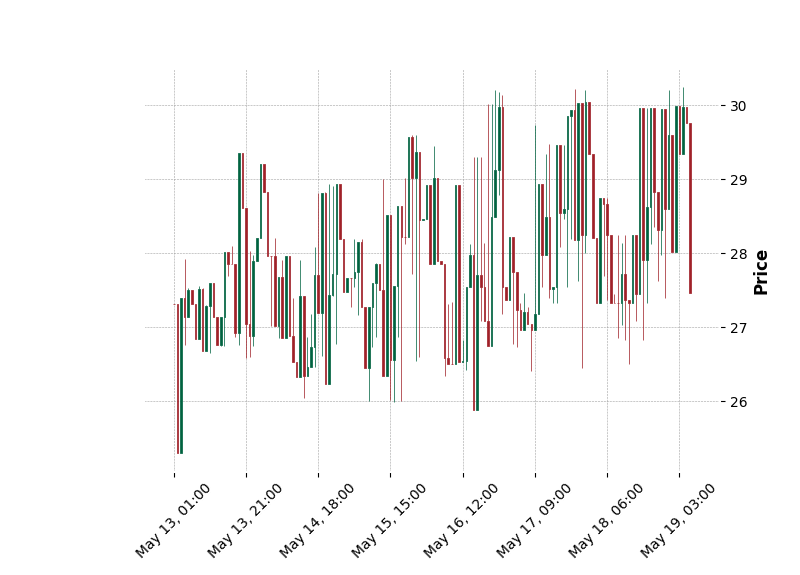 30
29
28
27
26
Price
May 13, 01:00
May 13, 21:00
May 14, 18:00
May 15, 15:00
May 16, 12:00
May 17, 09:00
May 18, 06:00
May 19, 03:00